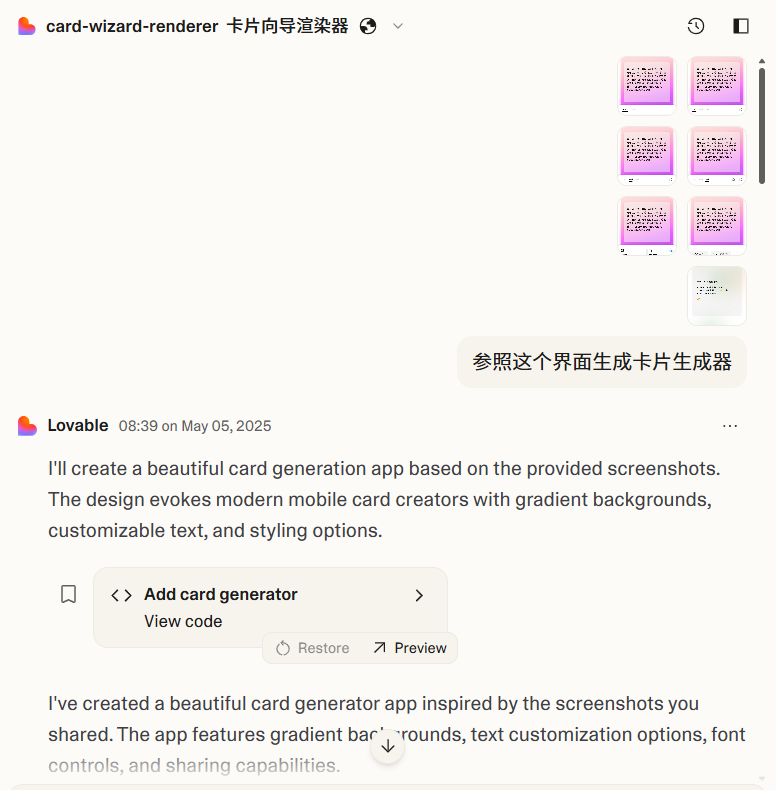 card-wizard-renderer 卡片向导渲染器
参照这个界面生成卡片生成器
Lovable 08:39 on May 05, 2025
I'll create a beautiful card generation app based on the provided screenshots.
The design evokes modern mobile card creators with gradient backgrounds,
customizable text, and styling options.
Add card generator
View code
Restore Preview
I've created a beautiful card generator app inspired by the screenshots you
shared. The app features gradient backgrounds, text customization options, font
controls, and sharing capabilities.